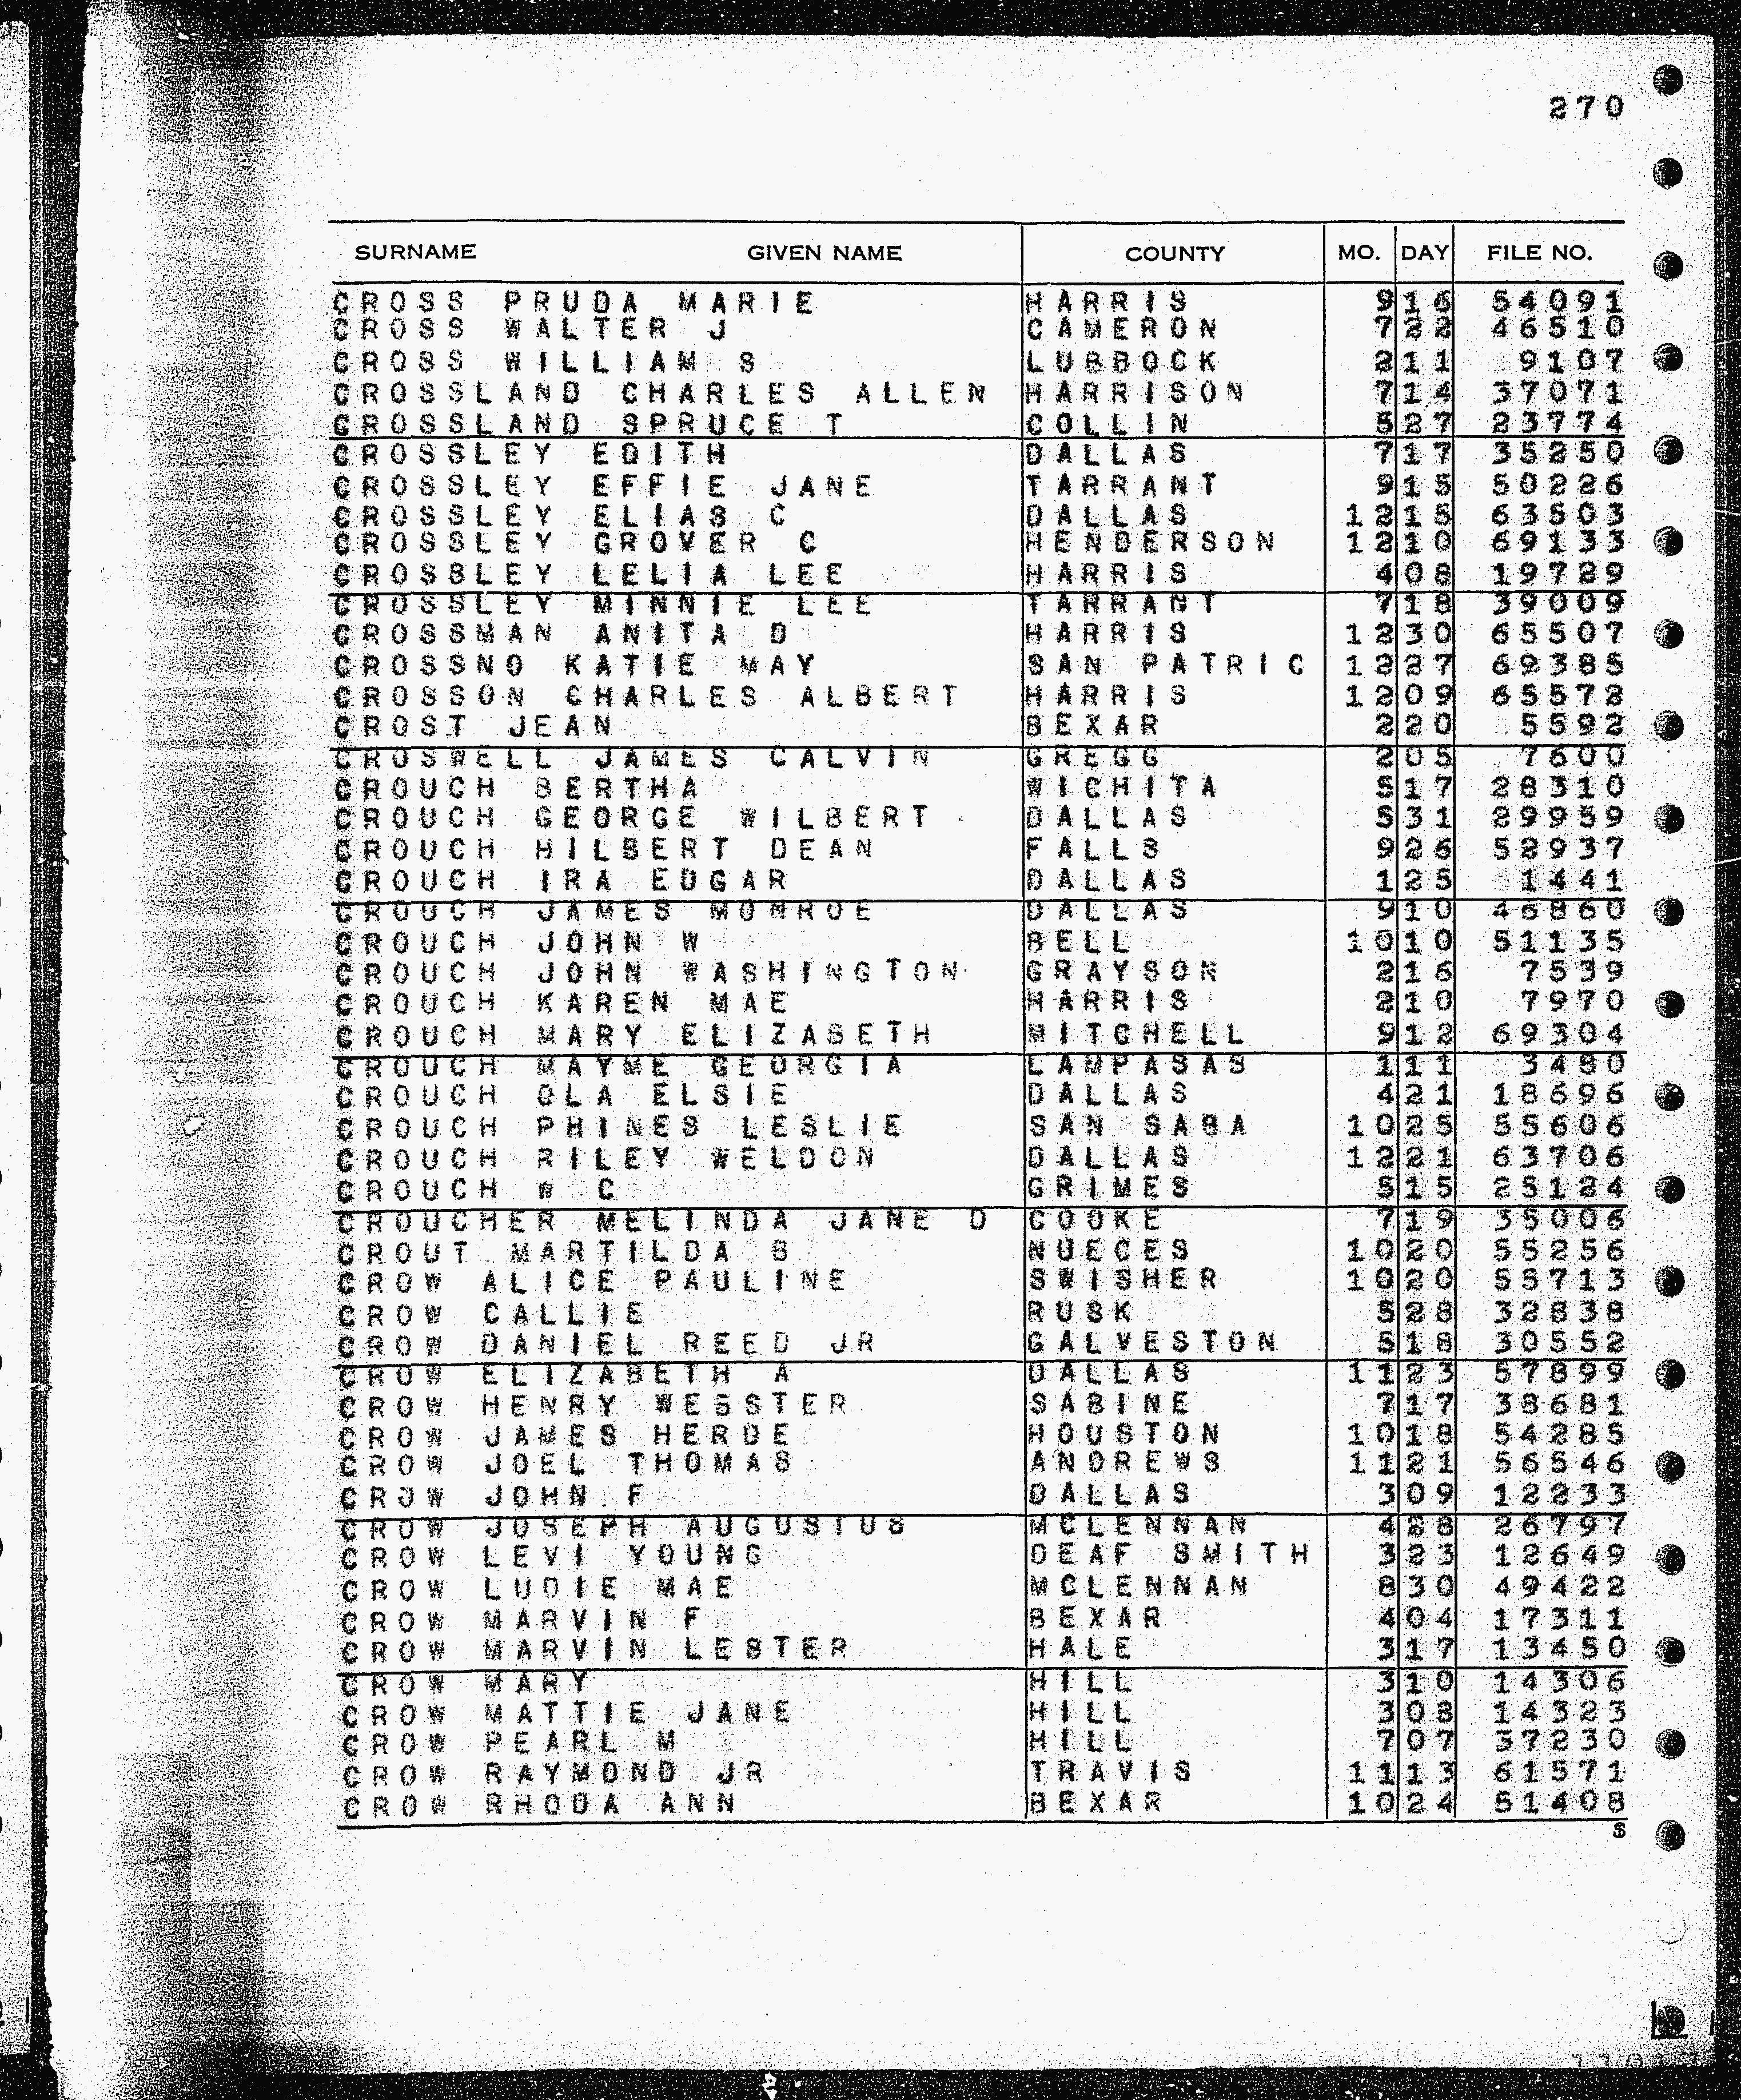 270
SURNAME GIVEN NAME COUNTY MO. DAY FILE NO.
CROSS PRUDA MARIE HARRIS 9 16 54091
CROSS WALTER J CAMERON 7 22 46510
CROSS WILLIAM S LUBBOCK 2 11 9107
CROSSLAND CHARLES ALLEN HARRISON 7 14 37071
CROSSLAND SPRUCE T COLLIN 5 27 23774
CROSSLEY EDITH DALLAS 7 17 35250
CROSSLEY EFFIE JANE TARRANT 9 15 50226
CROSSLEY ELIAS C DALLAS 12 15 63503
CROSSLEY GROVER C HENDERSON 12 10 69133
CROSSLEY LELIA LEE HARRIS 4 08 19729
CROSSLEY MINNIE LEE TARRANT 7 18 39009
CROSSMAN ANITA D HARRIS 12 30 65507
CROSSNO KATIE MAY SAN PATRIC 12 27 69385
CROSSON CHARLES ALBERT HARRIS 12 09 65572
CROST JEAN BEXAR 2 20 5592
CROSWELL JAMES CALVIN GREGG 2 05 7600
CROUCH BERTHA WICHITA 5 17 28310
CROUCH GEORGE WILBERT DALLAS 5 31 29959
CROUCH HILBERT DEAN FALLS 9 26 52937
CROUCH IRA EDGAR DALLAS 1 25 1441
CROUCH JAMES MONROE DALLAS 9 10 46860
CROUCH JOHN W BELL 10 10 51135
CROUCH JOHN WASHINGTON GRAYSON 2 16 7539
CROUCH KAREN MAE HARRIS 2 10 7970
CROUCH MARY ELIZABETH MITCHELL 9 12 69304
CROUCH MAYME GEORGIA LAMPASAS 1 11 3480
CROUCH OLA ELSIE DALLAS 4 21 18696
CROUCH PHINES LESLIE SAN SABA 10 25 55606
CROUCH RILEY WELDON DALLAS 12 21 63706
CROUCH W C GRIMES 5 15 25124
CROUCHER MELINDA JANE D COOKE 7 19 35006
CROUT MARTILDA S NUECES 10 20 55256
CROW ALICE PAULINE SWISHER 10 20 55713
CROW CALLIE RUSK 5 28 32838
CROW DANIEL REED JR GALVESTON 5 18 30552
CROW ELIZABETH A DALLAS 11 23 57899
CROW HENRY WEBSTER SABINE 7 17 38681
CROW JAMES HERDE HOUSTON 10 18 54285
CROW JOEL THOMAS ANDREWS 11 21 56546
CROW JOHN F DALLAS 3 09 12233
CROW JOSEPH AUGUSTUS MCLENNAN 4 28 26797
CROW LEVI YOUNG DEAF SMITH 3 23 12649
CROW LUDIE MAE MCLENNAN 8 30 49422
CROW MARVIN F BEXAR 4 04 17311
CROW MARVIN LESTER HALE 3 17 13450
CROW MARY HILL 3 10 14306
CROW MATTIE JANE HILL 3 08 14323
CROW PEARL M HILL 7 07 37230
CROW RAYMOND JR TRAVIS 11 13 61571
CROW RHODA ANN BEXAR 10 24 51408
$